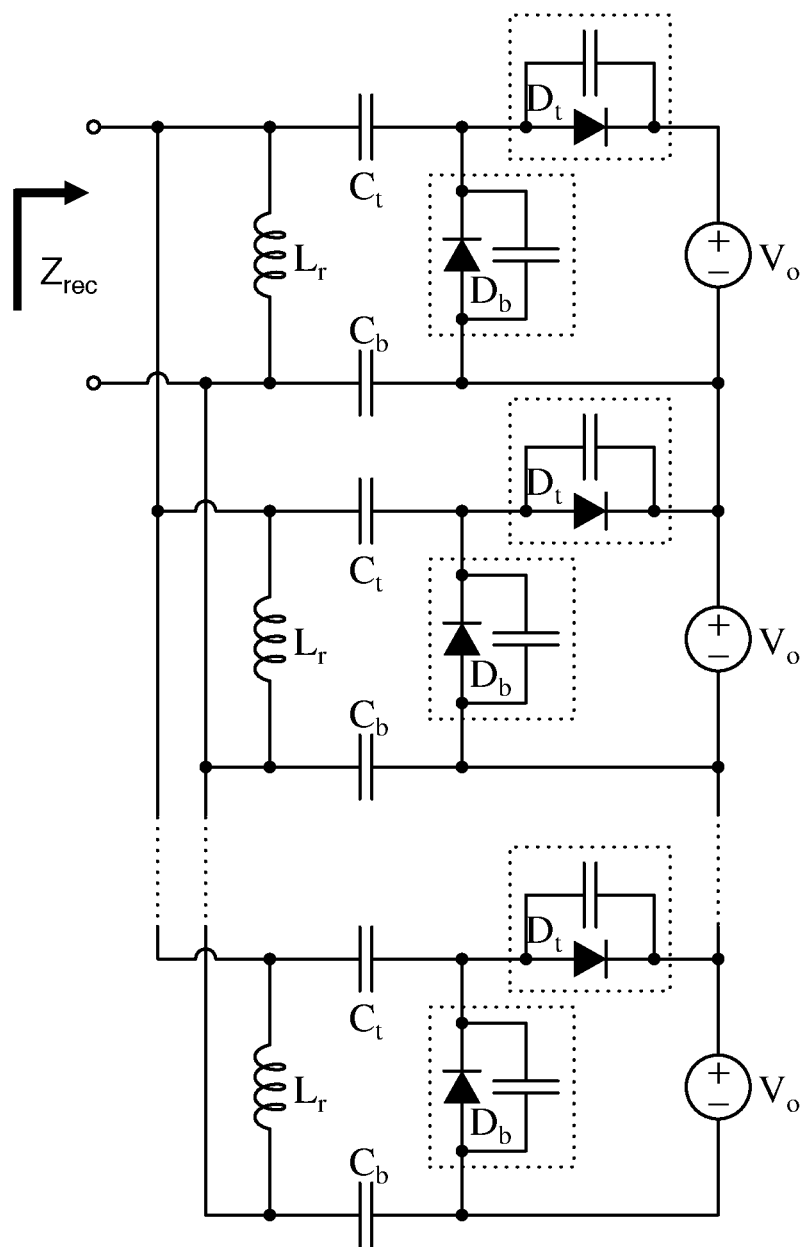 D_t
C_t
+
−
V_o
Z_rec
L_r
D_b
C_b
D_t
C_t
+
−
V_o
L_r
D_b
C_b
D_t
C_t
+
−
V_o
L_r
D_b
C_b